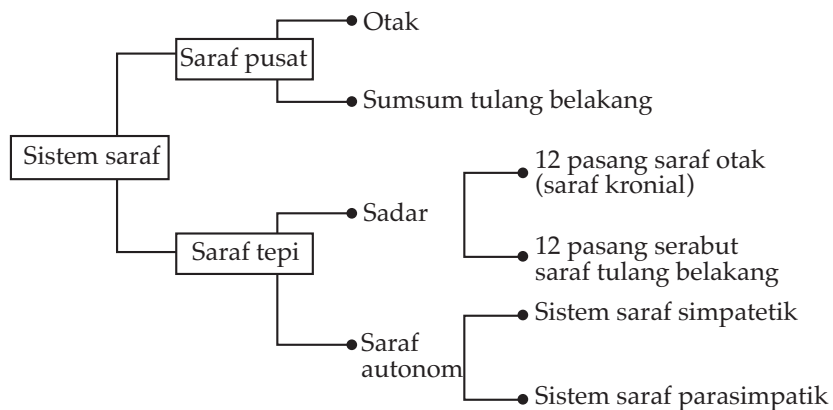 Otak
Saraf pusat
Sumsum tulang belakang
Sistem saraf
12 pasang saraf otak
(saraf kronial)
Sadar
Saraf tepi
12 pasang serabut
saraf tulang belakang
Sistem saraf simpatetik
Saraf
autonom
Sistem saraf parasimpatik